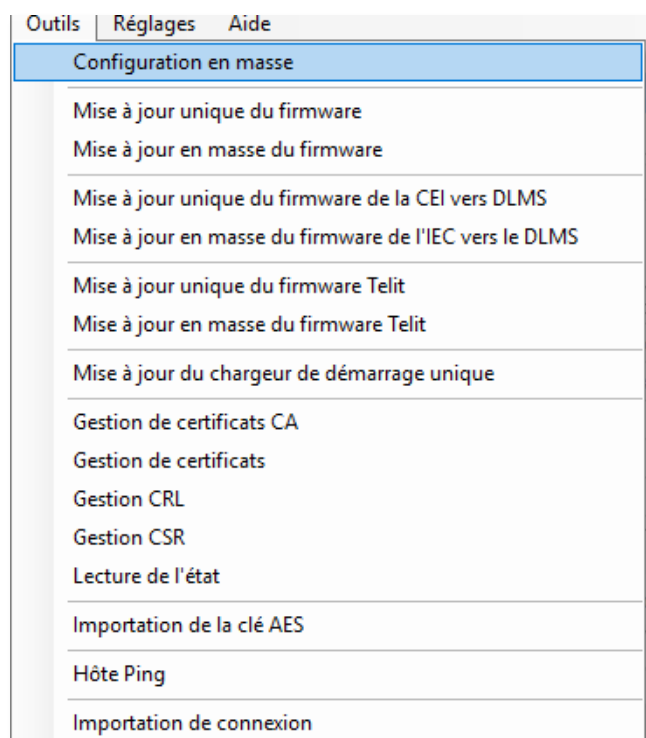 Outils Réglages Aide
Configuration en masse
Mise à jour unique du firmware
Mise à jour en masse du firmware
Mise à jour unique du firmware de la CEI vers DLMS
Mise à jour en masse du firmware de l'IEC vers le DLMS
Mise à jour unique du firmware Telit
Mise à jour en masse du firmware Telit
Mise à jour du chargeur de démarrage unique
Gestion de certificats CA
Gestion de certificats
Gestion CRL
Gestion CSR
Lecture de l'état
Importation de la clé AES
Hôte Ping
Importation de connexion